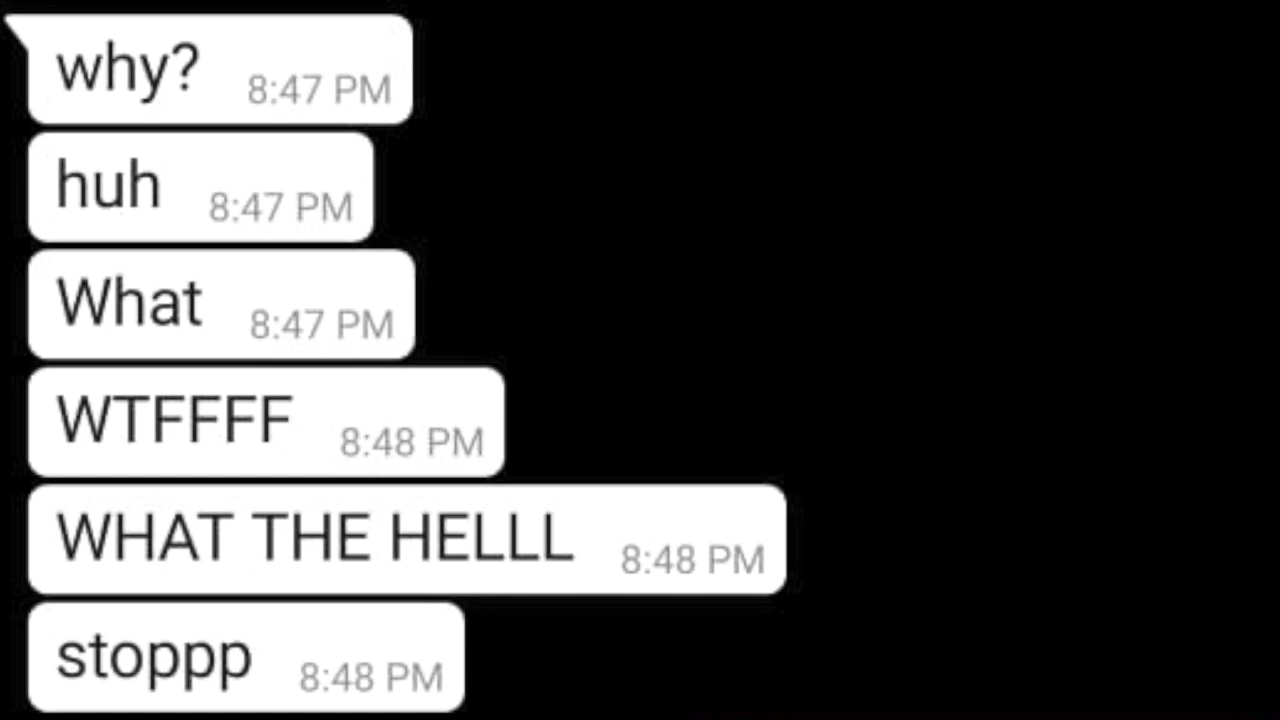 why? 8:47 PM
huh 8:47 PM
What 8:47 PM
WTFFFF 8:48 PM
WHAT THE HELLL 8:48 PM
stoppp 8:48 PM